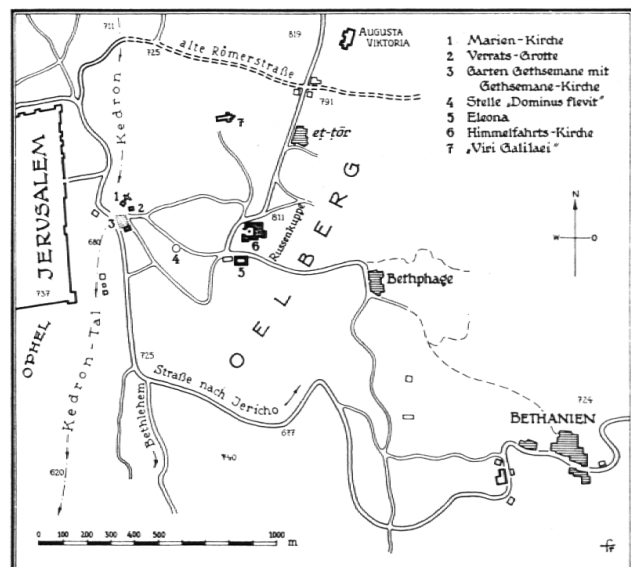 711
725
alte Römerstraße
819
AUGUSTA
VIKTORIA
791
1 Marien-Kirche
2 Verrats-Grotte
3 Garten Gethsemane mit
Gethsemane-Kirche
4 Stelle „Dominus flevit"
5 Eleona
6 Himmelfahrts-Kirche
7 „Viri Galilaei"
Kedron
7
eṭ-ṭōr
1
2
3
4
5
6
811
Russenkuppe
OELBERG
N
W
O
JERUSALEM
680
737
OPHEL
Kedron-Tal
Bethphage
725
Straße nach Jericho
Bethlehem
677
740
620
724
BETHANIEN
0 100 200 300 400 500 1000
m